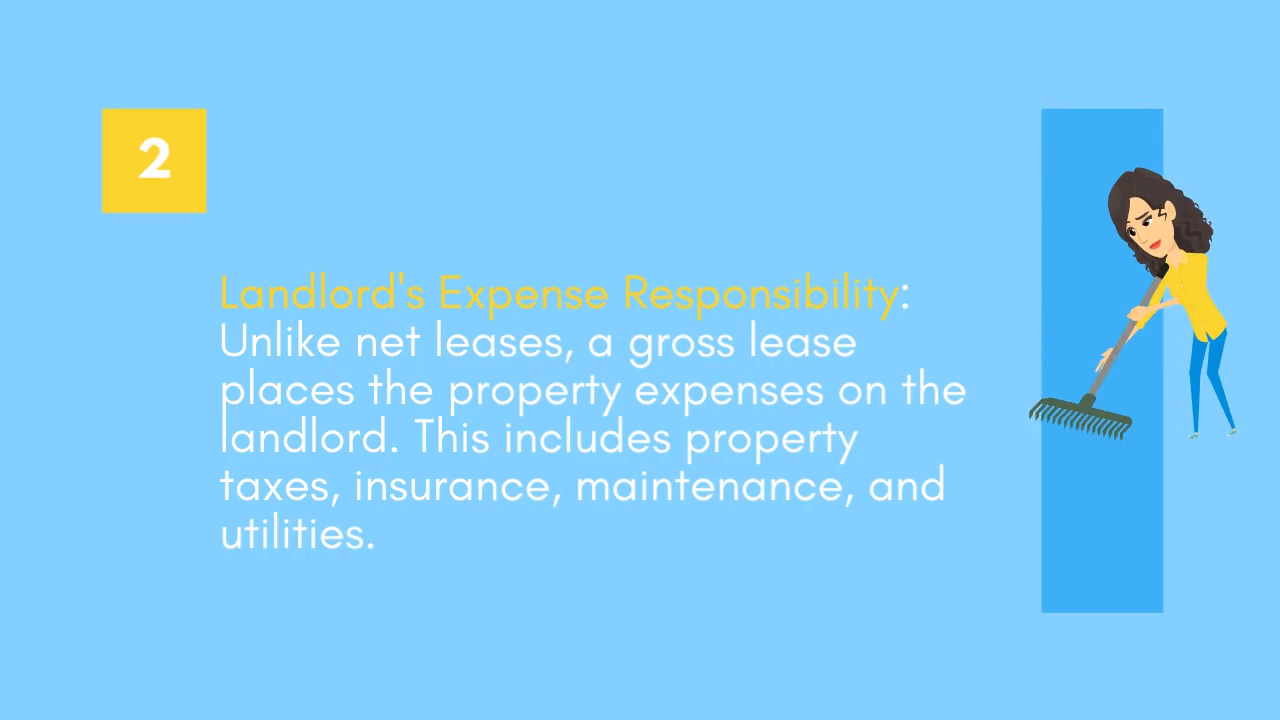 2
Landlord's Expense Responsibility:
Unlike net leases, a gross lease
places the property expenses on the
landlord. This includes property
taxes, insurance, maintenance, and
utilities.